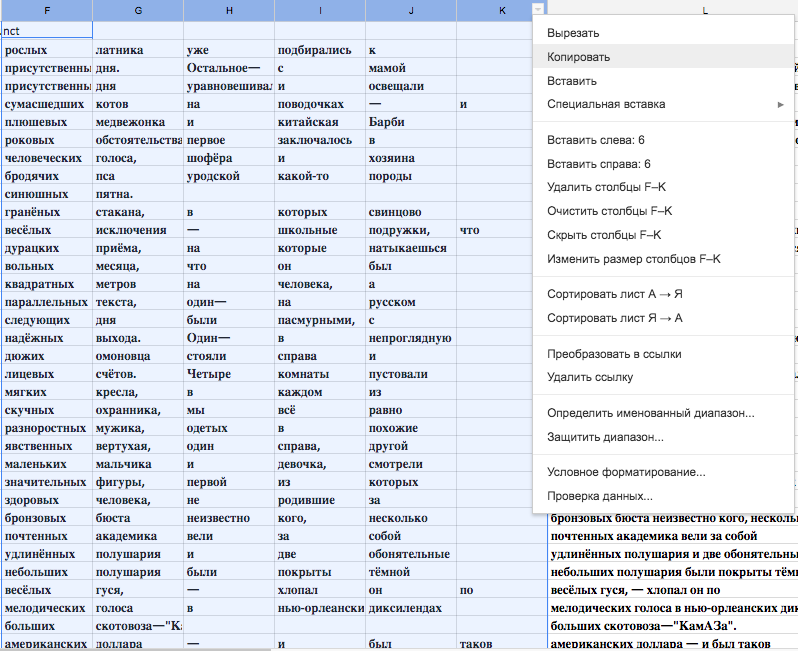 F G H I J K L
nct
рослых латника уже подбирались к
присутственны дня. Остальное— с мамой
присутственны дня уравновешивал и освещали
сумасшедших котов на поводочках — и
плюшевых медвежонка и китайская Барби
роковых обстоятельства первое заключалось в
человеческих голоса, шофёра и хозяина
бродячих пса уродской какой-то породы
синюшных пятна.
гранёных стакана, в которых свинцово
весёлых исключения — школьные подружки, что
дурацких приёма, на которые натыкаешься
вольных месяца, что он был
квадратных метров на человека, а
параллельных текста, один— на русском
следующих дня были пасмурными, с
надёжных выхода. Один— в непроглядную
дюжих омоновца стояли справа и
лицевых счётов. Четыре комнаты пустовали
мягких кресла, в каждом из
скучных охранника, мы всё равно
разноростных мужика, одетых в похожие
явственных вертухая, один справа, другой
маленьких мальчика и девочка, смотрели
значительных фигуры, первой из которых
здоровых человека, не родившие за
бронзовых бюста неизвестно кого, несколько
почтенных академика вели за собой
удлинённых полушария и две обонятельные
небольших полушария были покрыты тёмной
весёлых гуся, — хлопал он по
мелодических голоса в нью-орлеански диксилендах
больших скотовоза—"Ка
американских доллара — и был таков
Вырезать
Копировать
Вставить
Специальная вставка
Вставить слева: 6
Вставить справа: 6
Удалить столбцы F–K
Очистить столбцы F–K
Скрыть столбцы F–K
Изменить размер столбцов F–K
Сортировать лист А → Я
Сортировать лист Я → А
Преобразовать в ссылки
Удалить ссылку
Определить именованный диапазон...
Защитить диапазон...
Условное форматирование...
Проверка данных...
бронзовых бюста неизвестно кого, несколь
почтенных академика вели за собой
удлинённых полушария и две обонятельны
небольших полушария были покрыты тём
весёлых гуся, — хлопал он по
мелодических голоса в нью-орлеанских дик
больших скотовоза—"КамАЗа".
американских доллара — и был таков